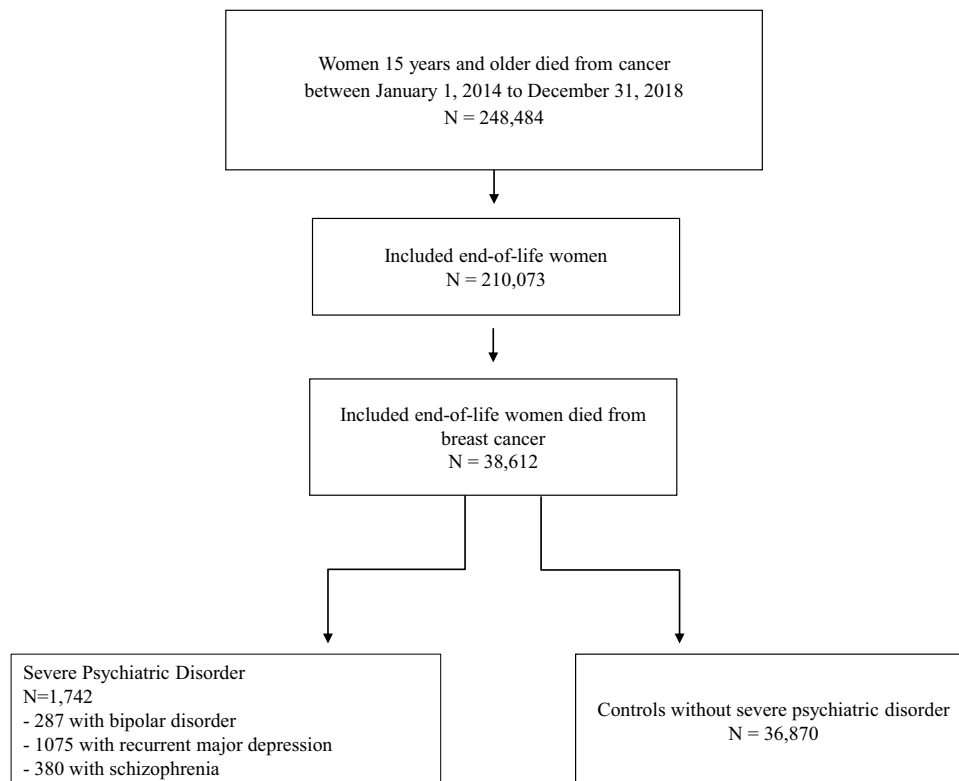 Women 15 years and older died from cancer
between January 1, 2014 to December 31, 2018
N = 248,484
Included end-of-life women
N = 210,073
Included end-of-life women died from
breast cancer
N = 38,612
Severe Psychiatric Disorder
N=1,742
- 287 with bipolar disorder
- 1075 with recurrent major depression
- 380 with schizophrenia
Controls without severe psychiatric disorder
N = 36,870